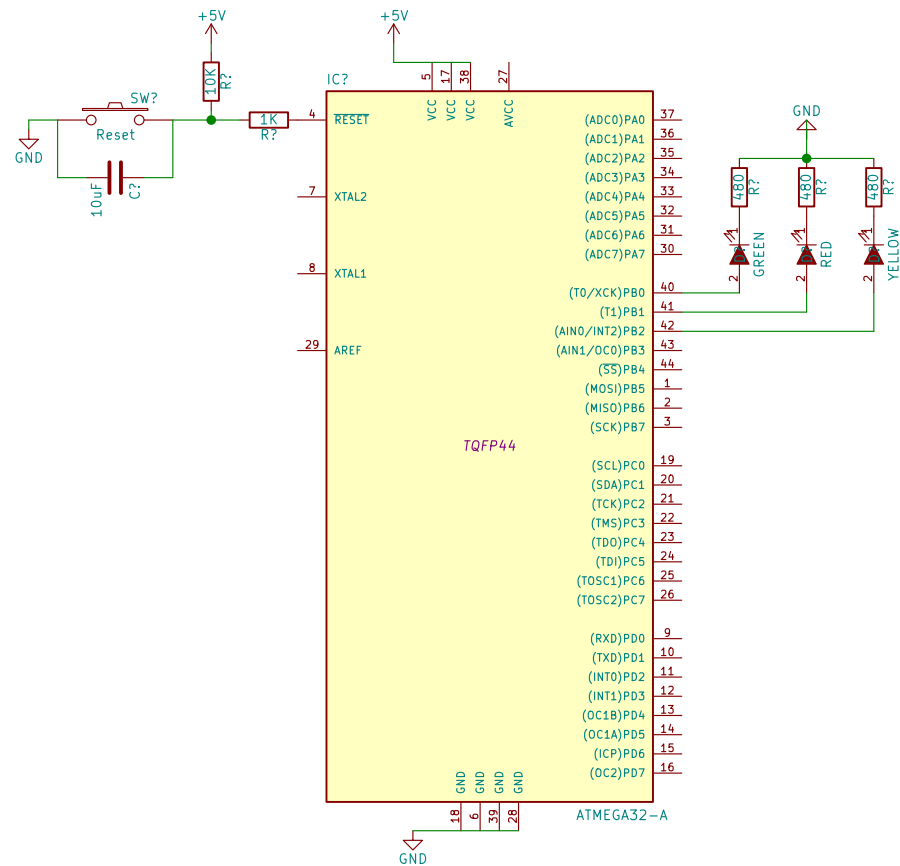 +5V
+5V
10K
R?
SW?
Reset
GND
10uF
C?
1K
R?
IC?
5
17
38
27
VCC
VCC
VCC
AVCC
4
RESET
7
XTAL2
8
XTAL1
29
AREF
TQFP44
(ADC0)PA0
37
(ADC1)PA1
36
(ADC2)PA2
35
(ADC3)PA3
34
(ADC4)PA4
33
(ADC5)PA5
32
(ADC6)PA6
31
(ADC7)PA7
30
(T0/XCK)PB0
40
(T1)PB1
41
(AIN0/INT2)PB2
42
(AIN1/OC0)PB3
43
(SS)PB4
44
(MOSI)PB5
1
(MISO)PB6
2
(SCK)PB7
3
(SCL)PC0
19
(SDA)PC1
20
(TCK)PC2
21
(TMS)PC3
22
(TDO)PC4
23
(TDI)PC5
24
(TOSC1)PC6
25
(TOSC2)PC7
26
(RXD)PD0
9
(TXD)PD1
10
(INT0)PD2
11
(INT1)PD3
12
(OC1B)PD4
13
(OC1A)PD5
14
(ICP)PD6
15
(OC2)PD7
16
GND
GND
GND
GND
18
6
39
28
GND
ATMEGA32-A
GND
480
R?
480
R?
480
R?
1
2
GREEN
1
2
RED
1
2
YELLOW